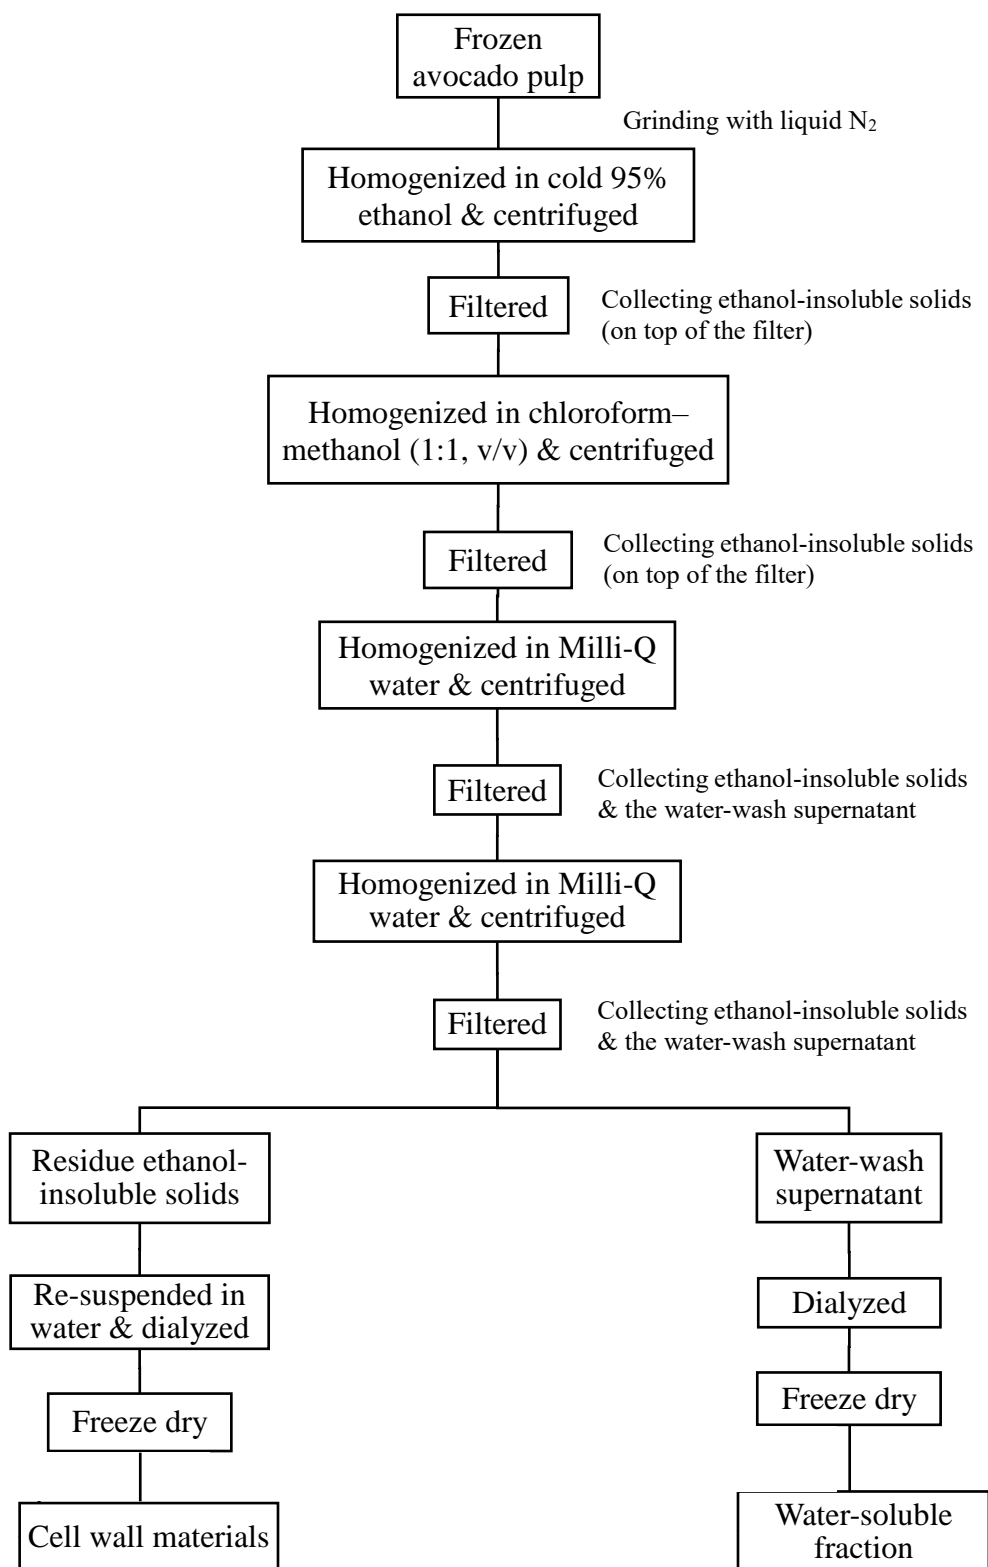 Frozen
avocado pulp
Grinding with liquid N₂
Homogenized in cold 95%
ethanol & centrifuged
Filtered
Collecting ethanol-insoluble solids
(on top of the filter)
Homogenized in chloroform–
methanol (1:1, v/v) & centrifuged
Filtered
Collecting ethanol-insoluble solids
(on top of the filter)
Homogenized in Milli-Q
water & centrifuged
Filtered
Collecting ethanol-insoluble solids
& the water-wash supernatant
Homogenized in Milli-Q
water & centrifuged
Filtered
Collecting ethanol-insoluble solids
& the water-wash supernatant
Residue ethanol-
insoluble solids
Water-wash
supernatant
Re-suspended in
water & dialyzed
Dialyzed
Freeze dry
Freeze dry
Cell wall materials
Water-soluble
fraction